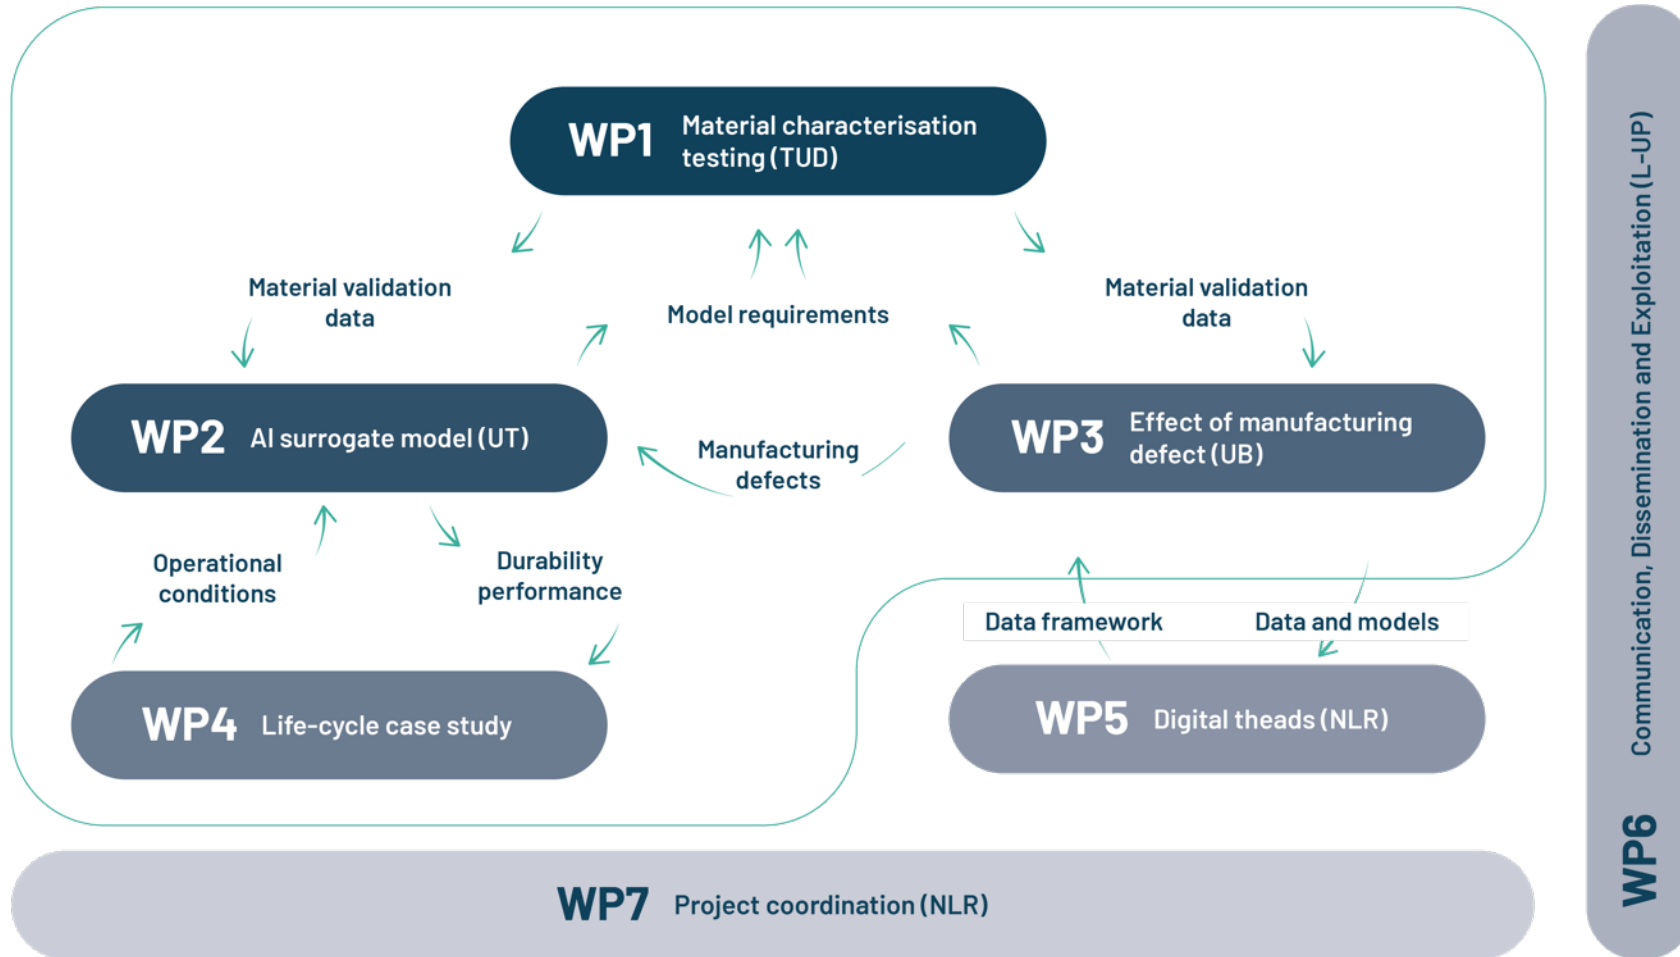 WP1
Material characterisation
testing (TUD)
Material validation
data
Model requirements
Material validation
data
WP2
AI surrogate model (UT)
Manufacturing
defects
WP3
Effect of manufacturing
defect (UB)
Operational
conditions
Durability
performance
Data framework
Data and models
WP4
Life-cycle case study
WP5
Digital theads (NLR)
WP7
Project coordination (NLR)
WP6
Communication, Dissemination and Exploitation (L-UP)